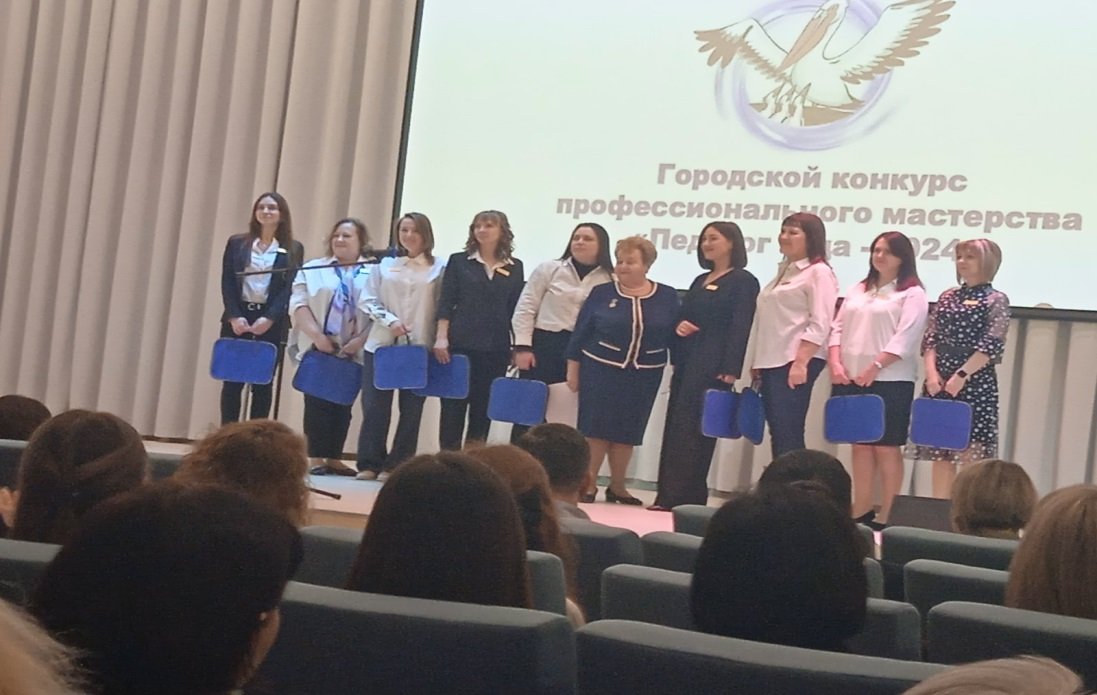 Городской конкурс
профессионального мастерства